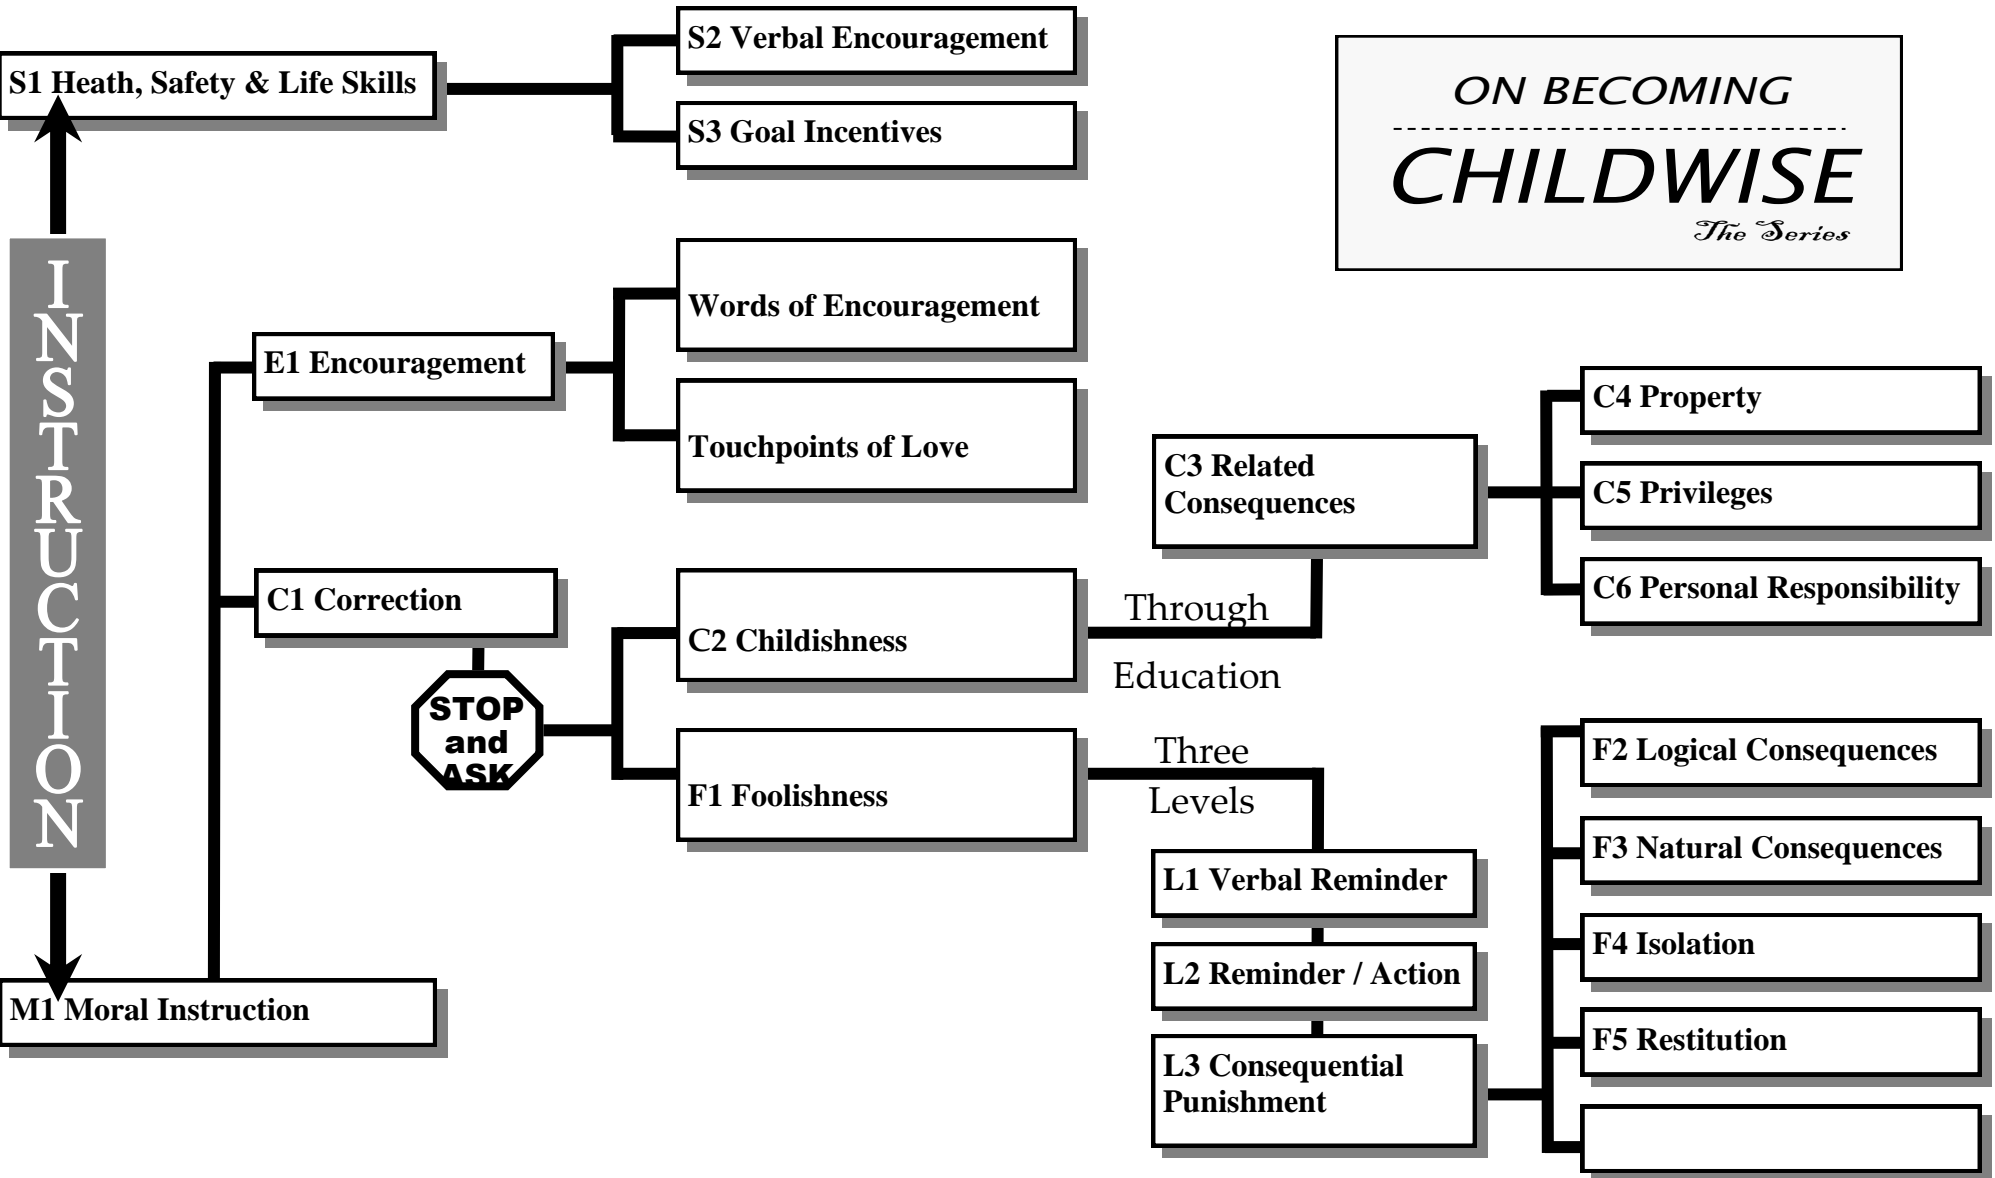 S1 Heath, Safety & Life Skills
S2 Verbal Encouragement
S3 Goal Incentives
ON BECOMING
CHILDWISE
The Series
INSTRUCTION
Words of Encouragement
E1 Encouragement
Touchpoints of Love
C4 Property
C3 Related
Consequences
C5 Privileges
C6 Personal Responsibility
C1 Correction
C2 Childishness
Through
Education
STOP
and
ASK
F1 Foolishness
Three
Levels
L1 Verbal Reminder
L2 Reminder / Action
L3 Consequential
Punishment
F2 Logical Consequences
F3 Natural Consequences
F4 Isolation
F5 Restitution
M1 Moral Instruction